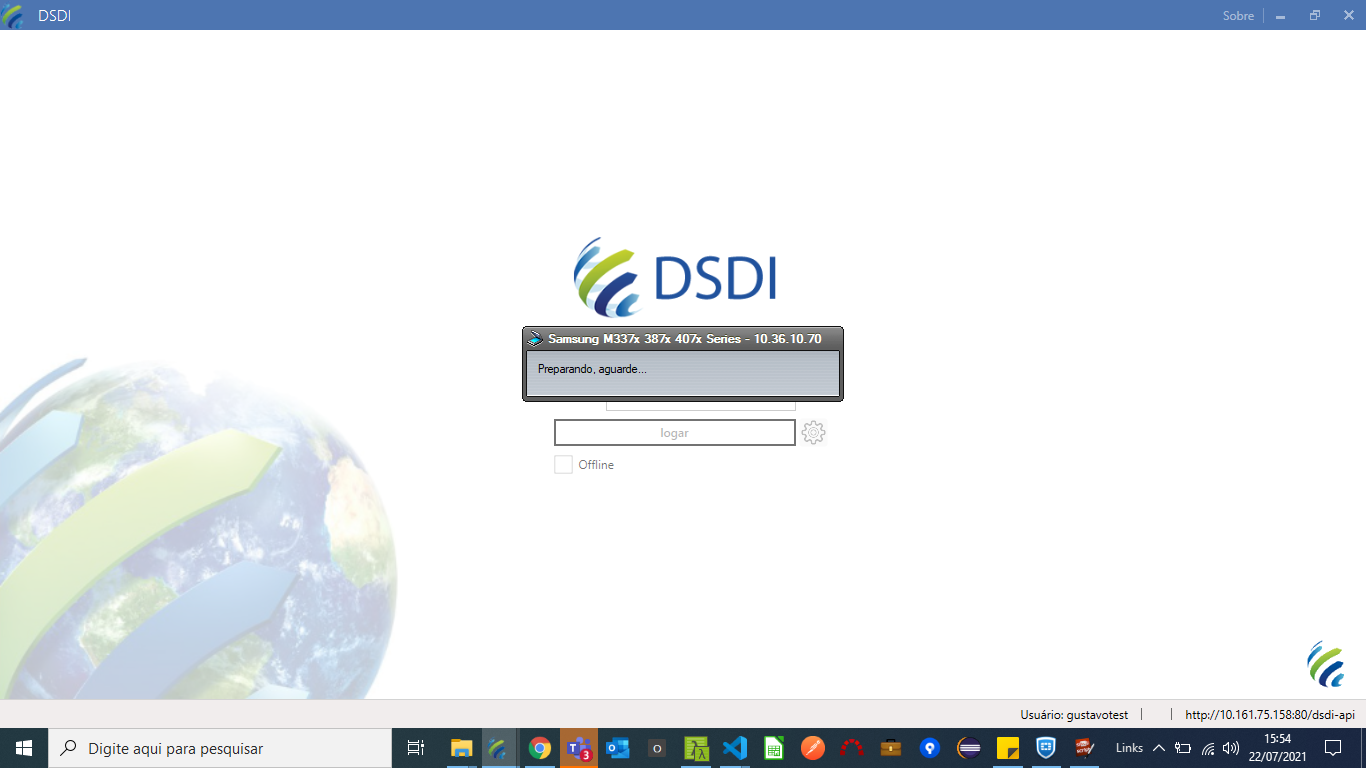 DSDI
Sobre
DSDI
Samsung M337x 387x 407x Series - 10.36.10.70
Preparando, aguarde...
logar
Offline
Usuário: gustavotest
http://10.161.75.158:80/dsdi-api
Digite aqui para pesquisar
3
Links
15:54
22/07/2021